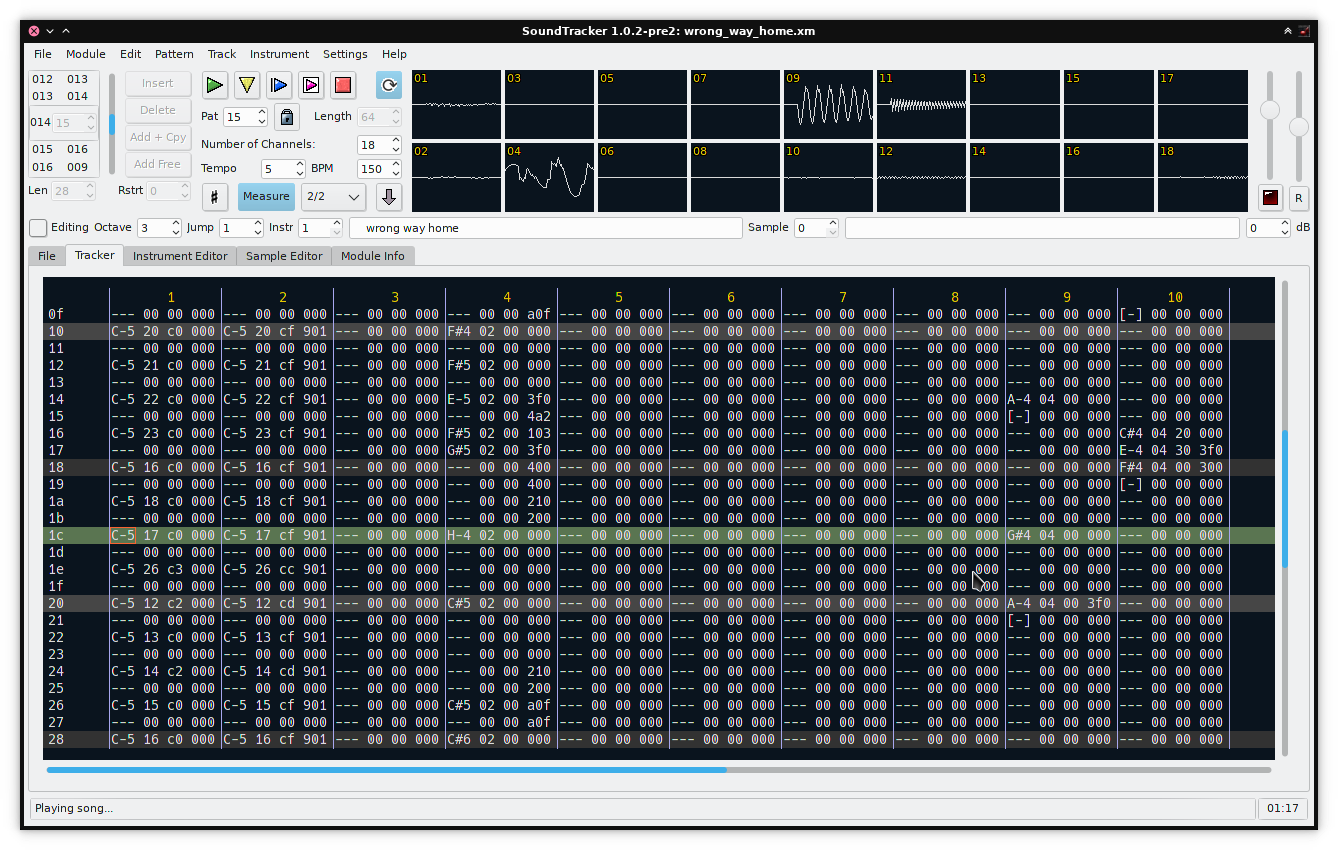 SoundTracker 1.0.2-pre2: wrong_way_home.xm
File Module Edit Pattern Track Instrument Settings Help
012 013
013 014
014 15
015 016
016 009
Len 28 Rstrt 0
Insert
Delete
Add + Cpy
Add Free
Pat 15 Length 64
Number of Channels: 18
Tempo 5 BPM 150
# Measure 2/2
01 03 05 07 09 11 13 15 17
02 04 06 08 10 12 14 16 18
R
Editing Octave 3 Jump 1 Instr 1 wrong way home Sample 0 0 dB
File Tracker Instrument Editor Sample Editor Module Info
1 2 3 4 5 6 7 8 9 10
0f --- 00 00 000 --- 00 00 000 --- 00 00 000 --- 00 00 a0f --- 00 00 000 --- 00 00 000 --- 00 00 000 --- 00 00 000 --- 00 00 000 [-] 00 00 000
10 C-5 20 c0 000 C-5 20 cf 901 --- 00 00 000 F#4 02 00 000 --- 00 00 000 --- 00 00 000 --- 00 00 000 --- 00 00 000 --- 00 00 000 --- 00 00 000
11 --- 00 00 000 --- 00 00 000 --- 00 00 000 --- 00 00 000 --- 00 00 000 --- 00 00 000 --- 00 00 000 --- 00 00 000 --- 00 00 000 --- 00 00 000
12 C-5 21 c0 000 C-5 21 cf 901 --- 00 00 000 F#5 02 00 000 --- 00 00 000 --- 00 00 000 --- 00 00 000 --- 00 00 000 --- 00 00 000 --- 00 00 000
13 --- 00 00 000 --- 00 00 000 --- 00 00 000 --- 00 00 000 --- 00 00 000 --- 00 00 000 --- 00 00 000 --- 00 00 000 --- 00 00 000 --- 00 00 000
14 C-5 22 c0 000 C-5 22 cf 901 --- 00 00 000 E-5 02 00 3f0 --- 00 00 000 --- 00 00 000 --- 00 00 000 --- 00 00 000 A-4 04 00 000 --- 00 00 000
15 --- 00 00 000 --- 00 00 000 --- 00 00 000 --- 00 00 4a2 --- 00 00 000 --- 00 00 000 --- 00 00 000 --- 00 00 000 [-] 00 00 000 --- 00 00 000
16 C-5 23 c0 000 C-5 23 cf 901 --- 00 00 000 F#5 02 00 103 --- 00 00 000 --- 00 00 000 --- 00 00 000 --- 00 00 000 --- 00 00 000 C#4 04 20 000
17 --- 00 00 000 --- 00 00 000 --- 00 00 000 G#5 02 00 3f0 --- 00 00 000 --- 00 00 000 --- 00 00 000 --- 00 00 000 --- 00 00 000 E-4 04 30 3f0
18 C-5 16 c0 000 C-5 16 cf 901 --- 00 00 000 --- 00 00 400 --- 00 00 000 --- 00 00 000 --- 00 00 000 --- 00 00 000 --- 00 00 000 F#4 04 00 300
19 --- 00 00 000 --- 00 00 000 --- 00 00 000 --- 00 00 400 --- 00 00 000 --- 00 00 000 --- 00 00 000 --- 00 00 000 --- 00 00 000 [-] 00 00 000
1a C-5 18 c0 000 C-5 18 cf 901 --- 00 00 000 --- 00 00 210 --- 00 00 000 --- 00 00 000 --- 00 00 000 --- 00 00 000 --- 00 00 000 --- 00 00 000
1b --- 00 00 000 --- 00 00 000 --- 00 00 000 --- 00 00 200 --- 00 00 000 --- 00 00 000 --- 00 00 000 --- 00 00 000 --- 00 00 000 --- 00 00 000
1c C-5 17 c0 000 C-5 17 cf 901 --- 00 00 000 H-4 02 00 000 --- 00 00 000 --- 00 00 000 --- 00 00 000 --- 00 00 000 G#4 04 00 000 --- 00 00 000
1d --- 00 00 000 --- 00 00 000 --- 00 00 000 --- 00 00 000 --- 00 00 000 --- 00 00 000 --- 00 00 000 --- 00 00 000 --- 00 00 000 --- 00 00 000
1e C-5 26 c3 000 C-5 26 cc 901 --- 00 00 000 --- 00 00 000 --- 00 00 000 --- 00 00 000 --- 00 00 000 --- 00 00 000 --- 00 00 000 --- 00 00 000
1f --- 00 00 000 --- 00 00 000 --- 00 00 000 --- 00 00 000 --- 00 00 000 --- 00 00 000 --- 00 00 000 --- 00 00 000 --- 00 00 000 --- 00 00 000
20 C-5 12 c2 000 C-5 12 cd 901 --- 00 00 000 C#5 02 00 000 --- 00 00 000 --- 00 00 000 --- 00 00 000 --- 00 00 000 A-4 04 00 3f0 --- 00 00 000
21 --- 00 00 000 --- 00 00 000 --- 00 00 000 --- 00 00 000 --- 00 00 000 --- 00 00 000 --- 00 00 000 --- 00 00 000 [-] 00 00 000 --- 00 00 000
22 C-5 13 c0 000 C-5 13 cf 901 --- 00 00 000 --- 00 00 000 --- 00 00 000 --- 00 00 000 --- 00 00 000 --- 00 00 000 --- 00 00 000 --- 00 00 000
23 --- 00 00 000 --- 00 00 000 --- 00 00 000 --- 00 00 000 --- 00 00 000 --- 00 00 000 --- 00 00 000 --- 00 00 000 --- 00 00 000 --- 00 00 000
24 C-5 14 c2 000 C-5 14 cd 901 --- 00 00 000 --- 00 00 210 --- 00 00 000 --- 00 00 000 --- 00 00 000 --- 00 00 000 --- 00 00 000 --- 00 00 000
25 --- 00 00 000 --- 00 00 000 --- 00 00 000 --- 00 00 200 --- 00 00 000 --- 00 00 000 --- 00 00 000 --- 00 00 000 --- 00 00 000 --- 00 00 000
26 C-5 15 c0 000 C-5 15 cf 901 --- 00 00 000 C#5 02 00 a0f --- 00 00 000 --- 00 00 000 --- 00 00 000 --- 00 00 000 --- 00 00 000 --- 00 00 000
27 --- 00 00 000 --- 00 00 000 --- 00 00 000 --- 00 00 a0f --- 00 00 000 --- 00 00 000 --- 00 00 000 --- 00 00 000 --- 00 00 000 --- 00 00 000
28 C-5 16 c0 000 C-5 16 cf 901 --- 00 00 000 C#6 02 00 000 --- 00 00 000 --- 00 00 000 --- 00 00 000 --- 00 00 000 --- 00 00 000 --- 00 00 000
Playing song... 01:17